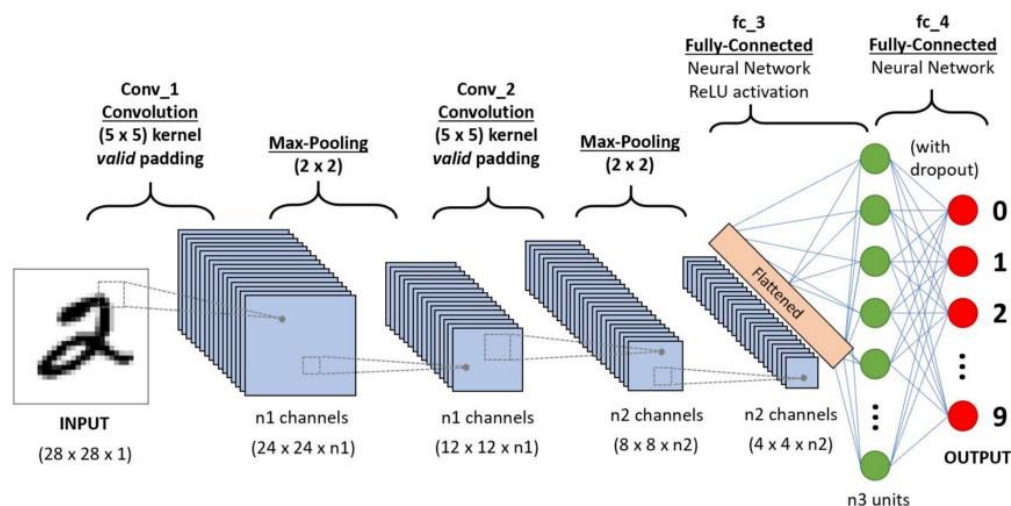 fc_3
Fully-Connected
Neural Network
ReLU activation
fc_4
Fully-Connected
Neural Network
Conv_1
Convolution
(5 x 5) kernel
valid padding
Max-Pooling
(2 x 2)
Conv_2
Convolution
(5 x 5) kernel
valid padding
Max-Pooling
(2 x 2)
(with
dropout)
Flattened
0
1
2
9
INPUT
(28 x 28 x 1)
n1 channels
(24 x 24 x n1)
n1 channels
(12 x 12 x n1)
n2 channels
(8 x 8 x n2)
n2 channels
(4 x 4 x n2)
n3 units
OUTPUT
2